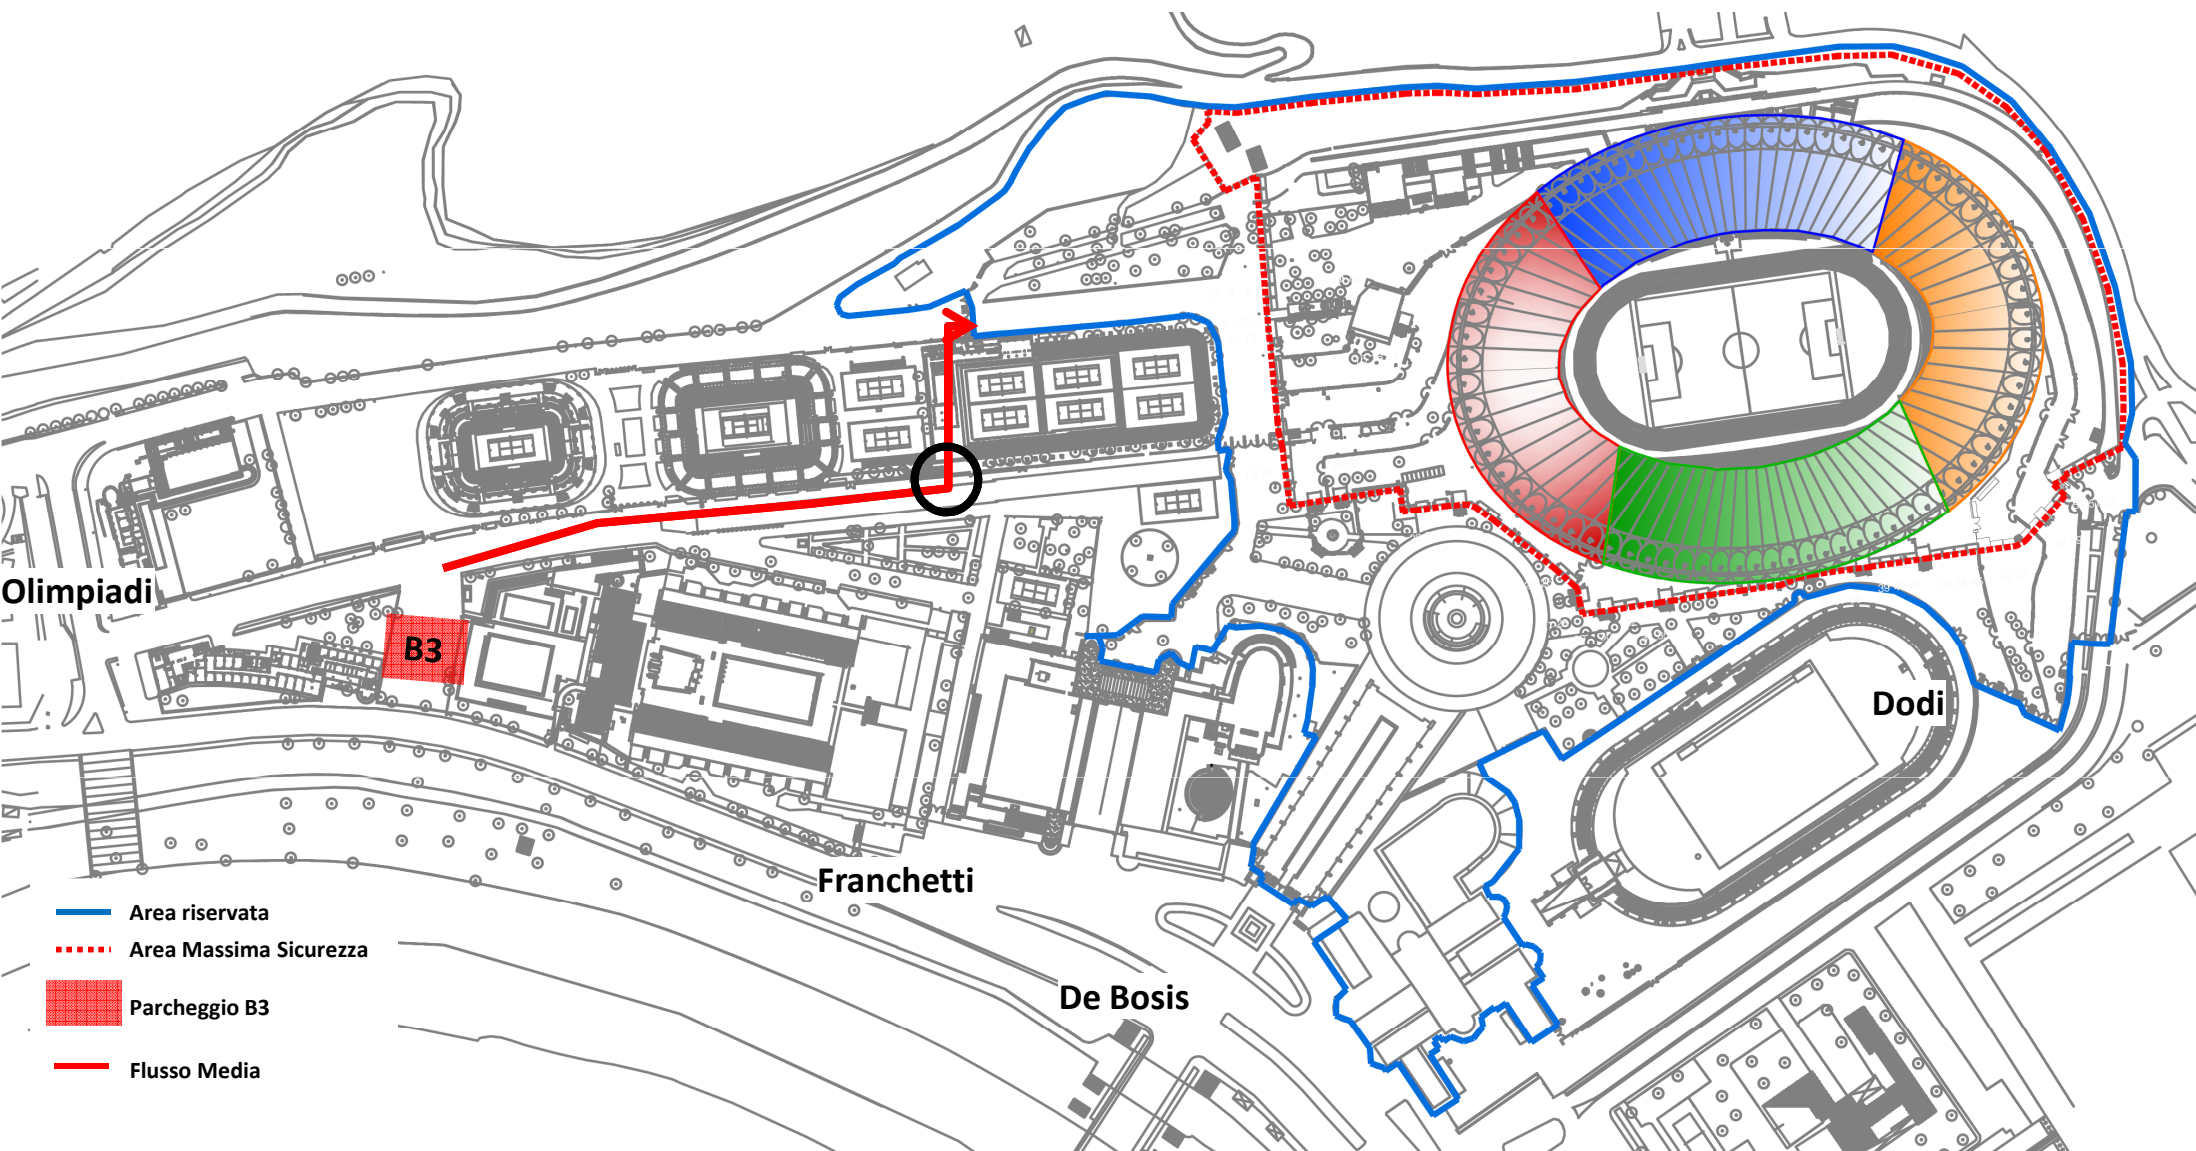 Olimpiadi
B3
Dodi
Franchetti
De Bosis
Area riservata
Area Massima Sicurezza
Parcheggio B3
Flusso Media